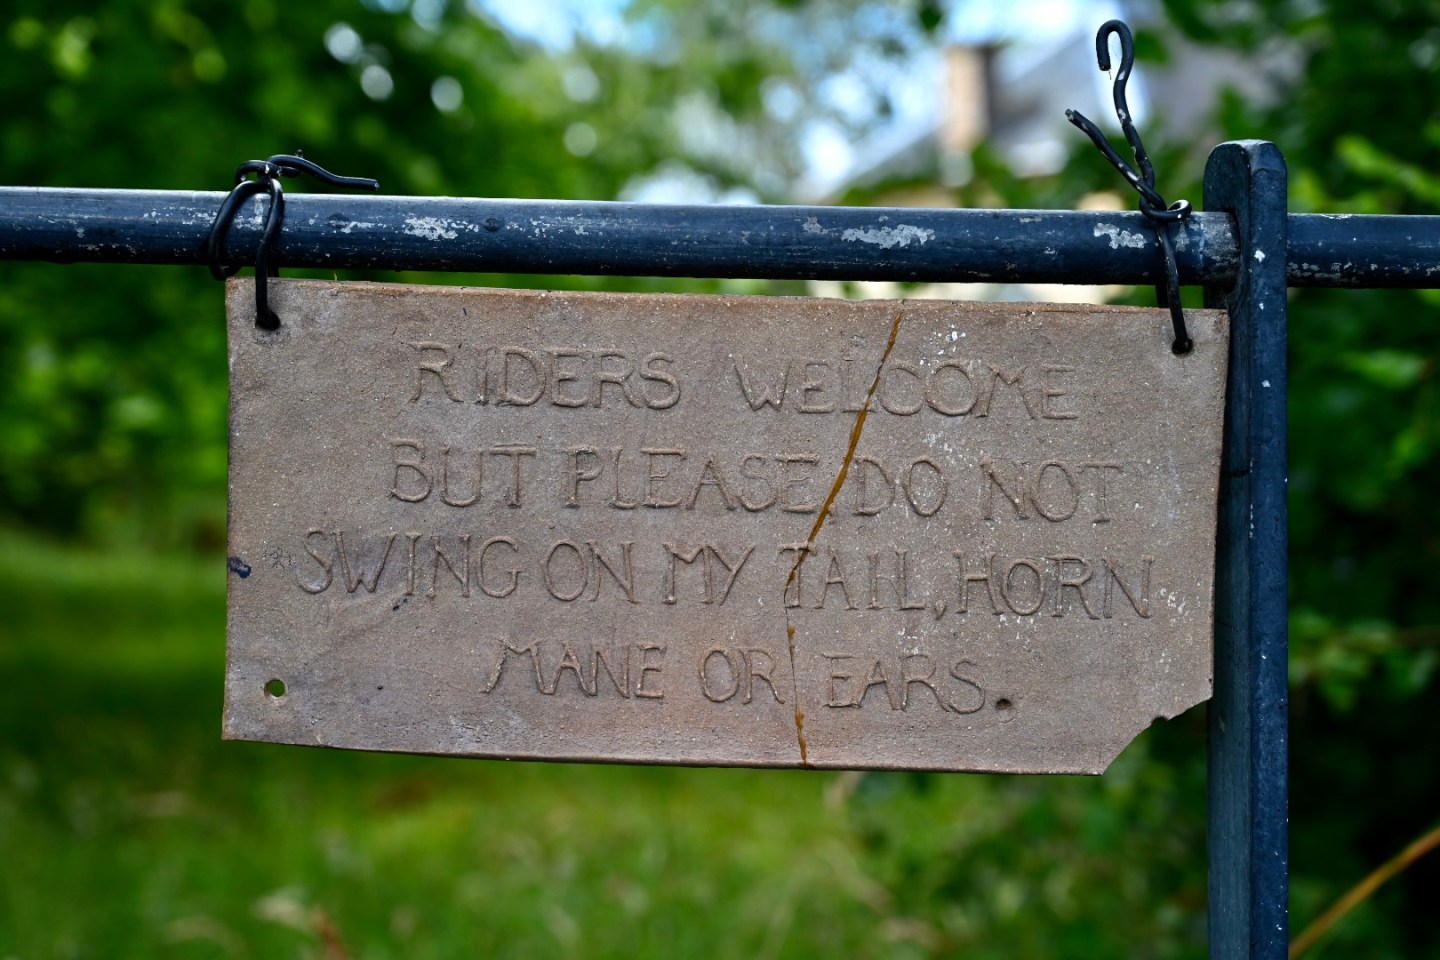 RIDERS WELCOME
BUT PLEASE DO NOT
SWING ON MY TAIL, HORN
MANE OR EARS.